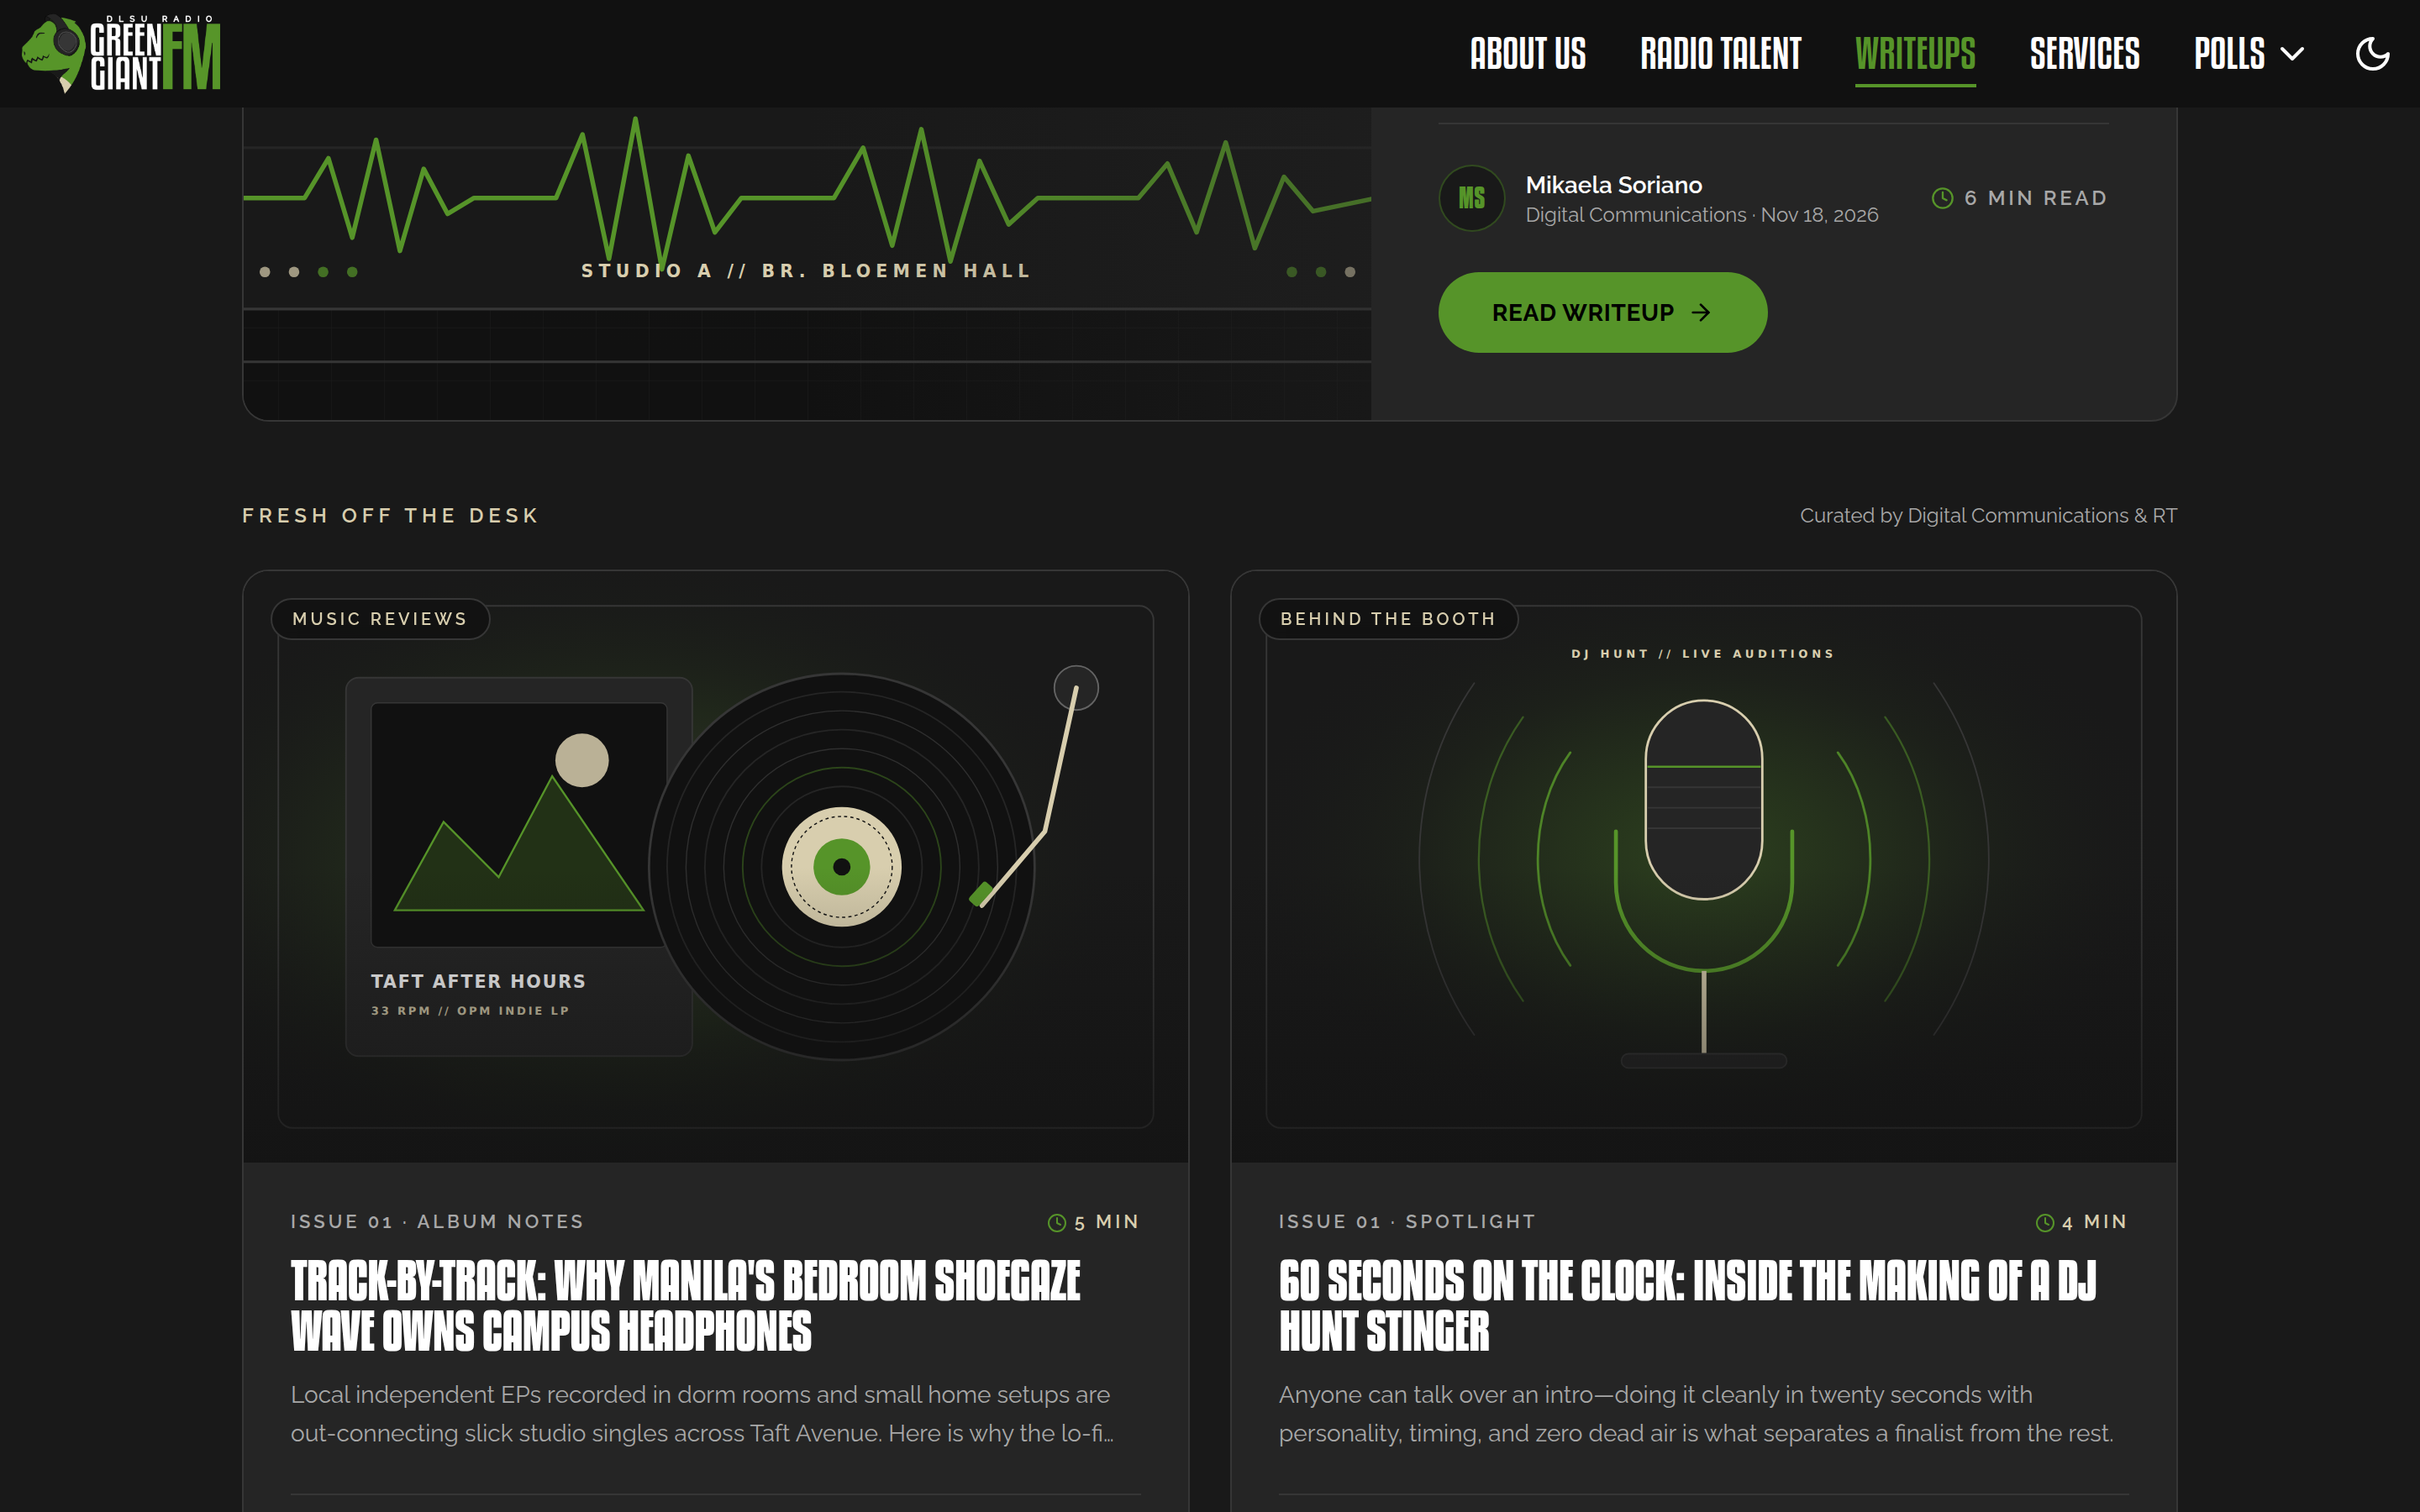 DLSU RADIO
GREEN GIANT FM
ABOUT US
RADIO TALENT
WRITEUPS
SERVICES
POLLS
STUDIO A // BR. BLOEMEN HALL
MS
Mikaela Soriano
Digital Communications · Nov 18, 2026
6 MIN READ
READ WRITEUP
FRESH OFF THE DESK
Curated by Digital Communications & RT
MUSIC REVIEWS
TAFT AFTER HOURS
33 RPM // OPM INDIE LP
ISSUE 01 · ALBUM NOTES
5 MIN
TRACK-BY-TRACK: WHY MANILA'S BEDROOM SHOEGAZE
WAVE OWNS CAMPUS HEADPHONES
Local independent EPs recorded in dorm rooms and small home setups are
out-connecting slick studio singles across Taft Avenue. Here is why the lo-fi…
BEHIND THE BOOTH
DJ HUNT // LIVE AUDITIONS
ISSUE 01 · SPOTLIGHT
4 MIN
60 SECONDS ON THE CLOCK: INSIDE THE MAKING OF A DJ
HUNT STINGER
Anyone can talk over an intro—doing it cleanly in twenty seconds with
personality, timing, and zero dead air is what separates a finalist from the rest.